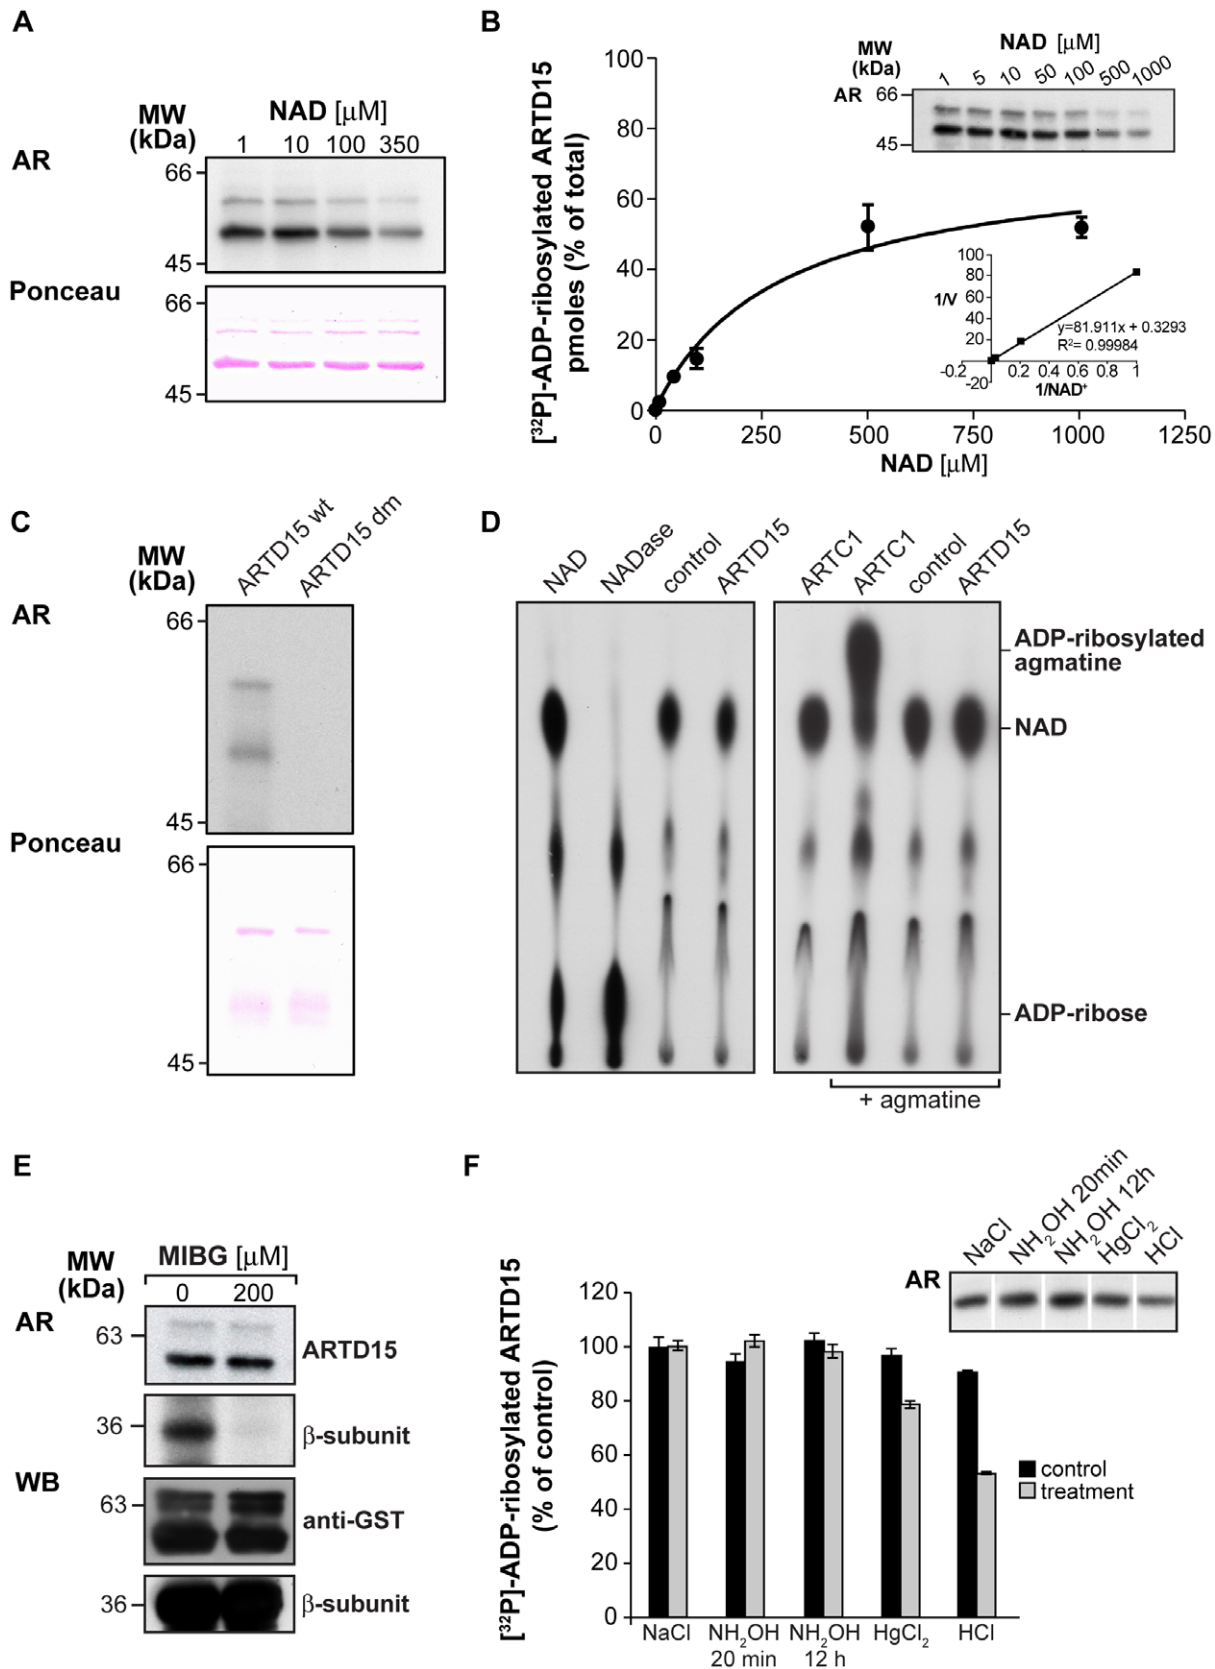 A
MW
(kDa)
NAD [μM]
1 10 100 350
AR
66
45
Ponceau
66
45
B
[³²P]-ADP-ribosylated ARTD15
pmoles (% of total)
100
80
60
40
20
0
0 250 500 750 1000 1250
NAD [μM]
MW
(kDa)
NAD [μM]
1 5 10 50 100 500 1000
AR
66
45
1/V
100
80
60
40
20
-20
-0.2 0.2 0.4 0.6 0.8 1
1/NAD⁺
y=81.911x + 0.3293
R²= 0.99984
C
MW
(kDa)
ARTD15 wt
ARTD15 dm
AR
66
45
Ponceau
66
45
D
NAD
NADase
control
ARTD15
ARTC1
ARTC1
control
ARTD15
ADP-ribosylated
agmatine
NAD
ADP-ribose
+ agmatine
E
MW
(kDa)
MIBG [μM]
0 200
AR
63
ARTD15
36
β-subunit
WB
63
anti-GST
36
β-subunit
F
[³²P]-ADP-ribosylated ARTD15
(% of control)
120
100
80
60
40
20
0
NaCl
NH₂OH
20 min
NH₂OH
12 h
HgCl₂
HCl
control
treatment
AR
NaCl
NH₂OH 20min
NH₂OH 12h
HgCl₂
HCl